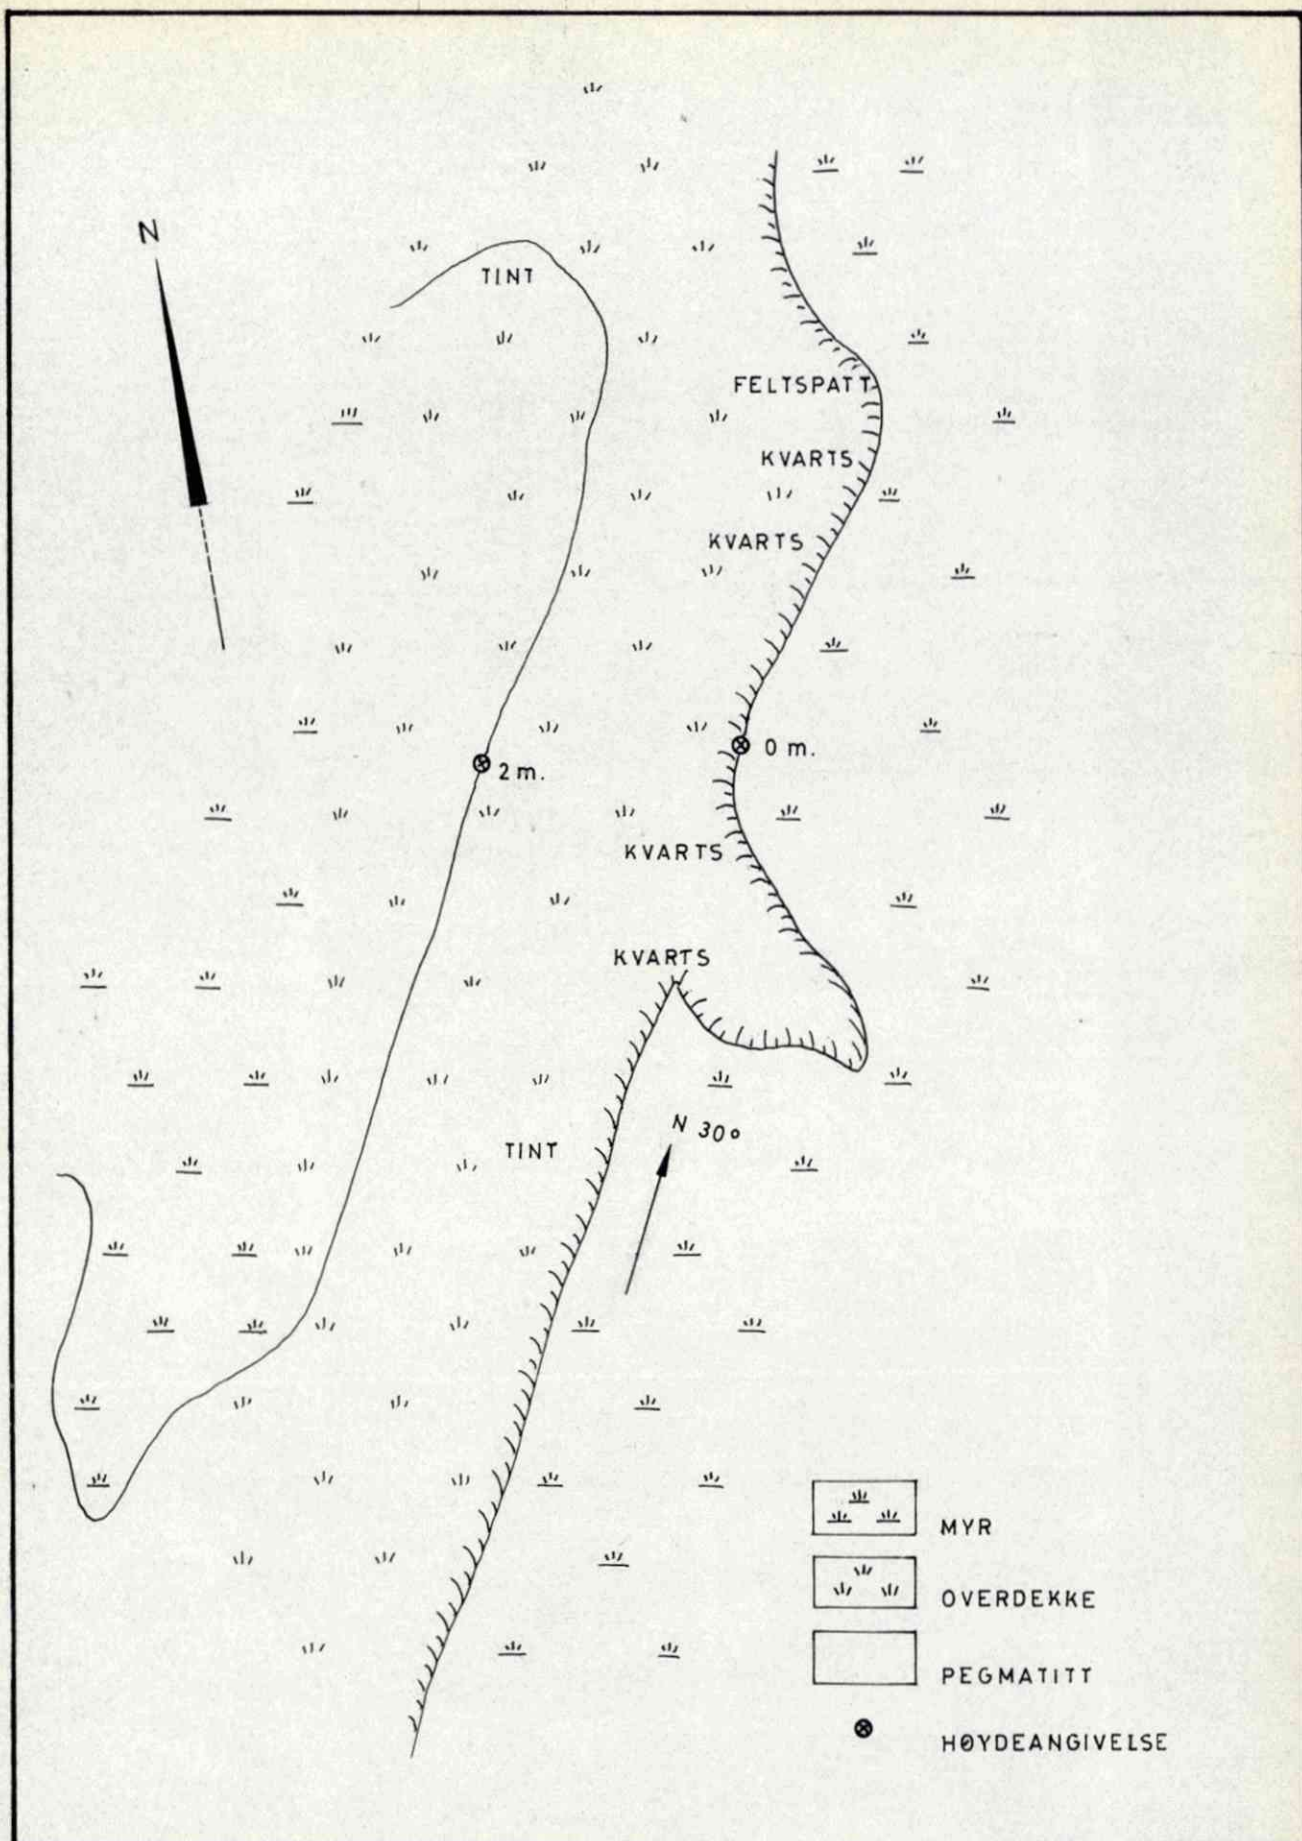 N
TINT
FELTSPATT
KVARTS
KVARTS
0 m.
2 m.
KVARTS
KVARTS
N 30°
TINT
MYR
OVERDEKKE
PEGMATITT
HØYDEANGIVELSE